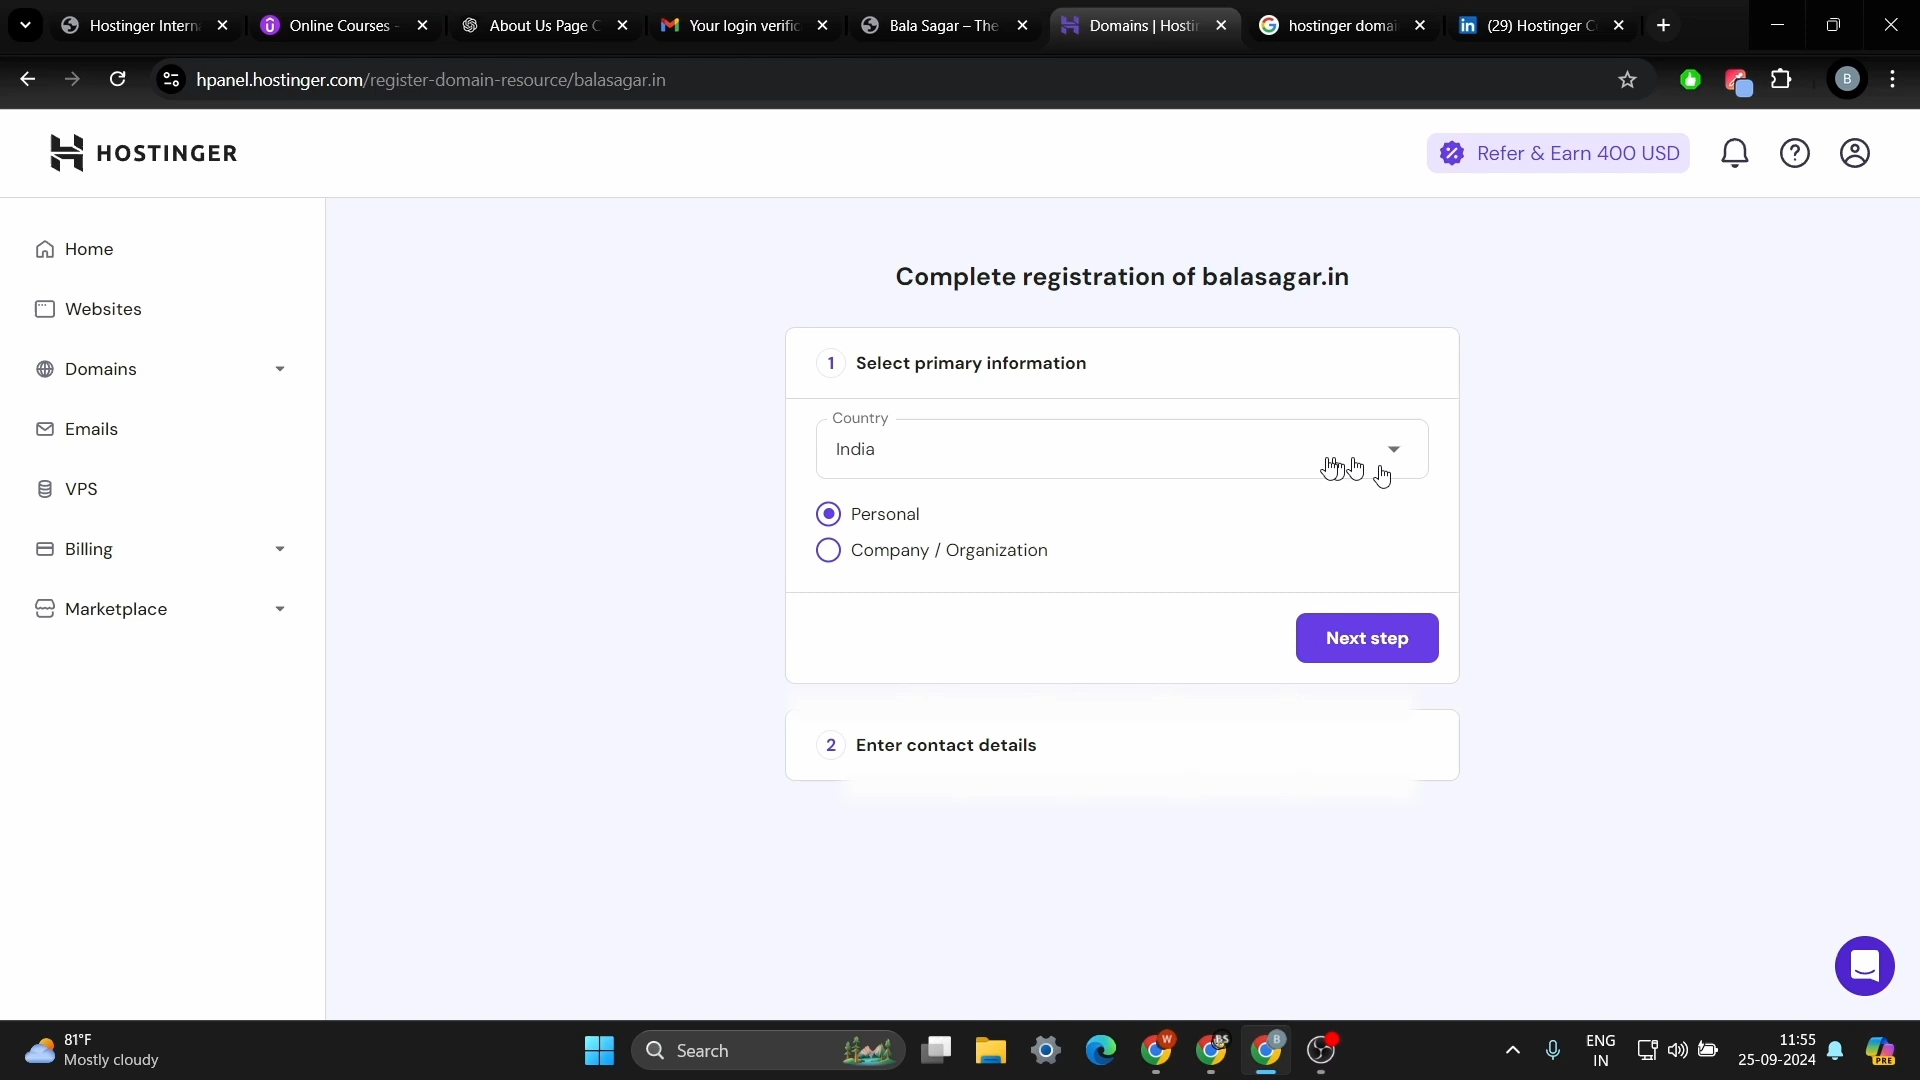 Hostinger Intern
Online Courses -
About Us Page C
Your login verific
Bala Sagar – The
Domains | Hostin
hostinger domai
(29) Hostinger C
hpanel.hostinger.com/register-domain-resource/balasagar.in
B
HOSTINGER
Refer & Earn 400 USD
Home
Websites
Domains
Emails
VPS
Billing
Marketplace
Complete registration of balasagar.in
1 Select primary information
Country
India
Personal
Company / Organization
Next step
2 Enter contact details
81°F
Mostly cloudy
Search
W
BS
B
ENG
IN
11:55
25-09-2024
PRE